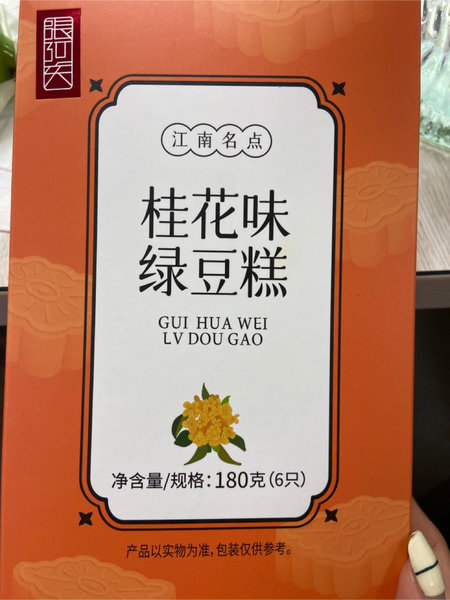 江南名点
桂花味
绿豆糕
GUI HUA WEI
LV DOU GAO
净含量/规格：180克（6只）
产品以实物为准，包装仅供参考。